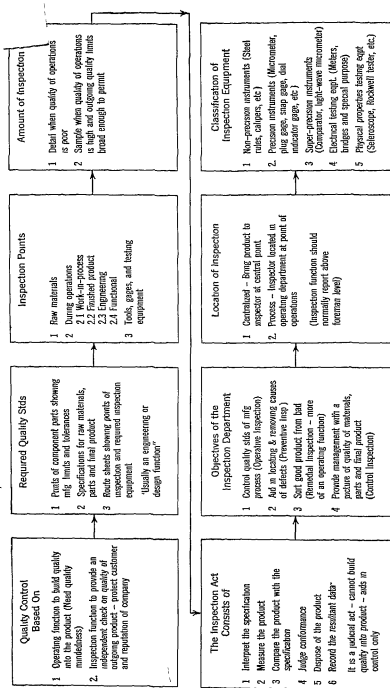 Quality Control
Based On
1 Operating function to build quality
into the product (Need quality
mindedness)
2. Inspection function to provide an
independent check on quality of
outgoing product – protect customer
and reputation of company
Required Quality Stds
1 Prints of component parts showing
mfg limits and tolerances
2 Specifications for raw materials,
parts and final product
3 Route sheets showing points of
inspection and required inspection
equipment
"Usually an engineering or
design function"
Inspection Points
1 Raw materials
2 During operations
2.1 Work-in-process
2.2 Finished product
2.3 Engineering
2.4 Functional
3 Tools, gages, and testing
equipment
Amount of Inspection
1 Detail when quality of operations
is poor
2 Sample when quality of operations
is high and outgoing quality limits
broad enough to permit
The Inspection Act
Consists of
1 Interpret the specification
2 Measure the product
3 Compare the product with the
specification
4 Judge conformance
5 Dispose of the product
6 Record the resultant data·
It is a judicial act – cannot build
quality into product – aids in
control only
Objectives of the
Inspection Department
1 Control quality stds of mfg
process (Operative Inspection)
2 Aid in locating & removing causes
of defects (Preventive Insp)
3 Sort good product from bad
(Remedial Inspection – more
of an operating function)
4 Provide management with a
picture of quality of materials,
parts and final product
(Control Inspection)
Location of Inspection
1 Centralized – Bring product to
inspector at central point
2. Process – Inspector located in
operating department at point of
operations
(Inspection function should
normally report above
foreman level)
Classification of
Inspection Equipment
1 Non-precision instruments (Steel
rules, calipers, etc)
2. Precision instruments (Micrometer,
plug gage, snap gage, dial
indicator gage, etc)
3 Super-precision instruments
(Comparator, light-wave micrometer)
4 Electrical testing eqpt. (Meters,
bridges and special purpose)
5 Physical properties testing eqpt
(Seleroscope, Rockwell tester, etc.)